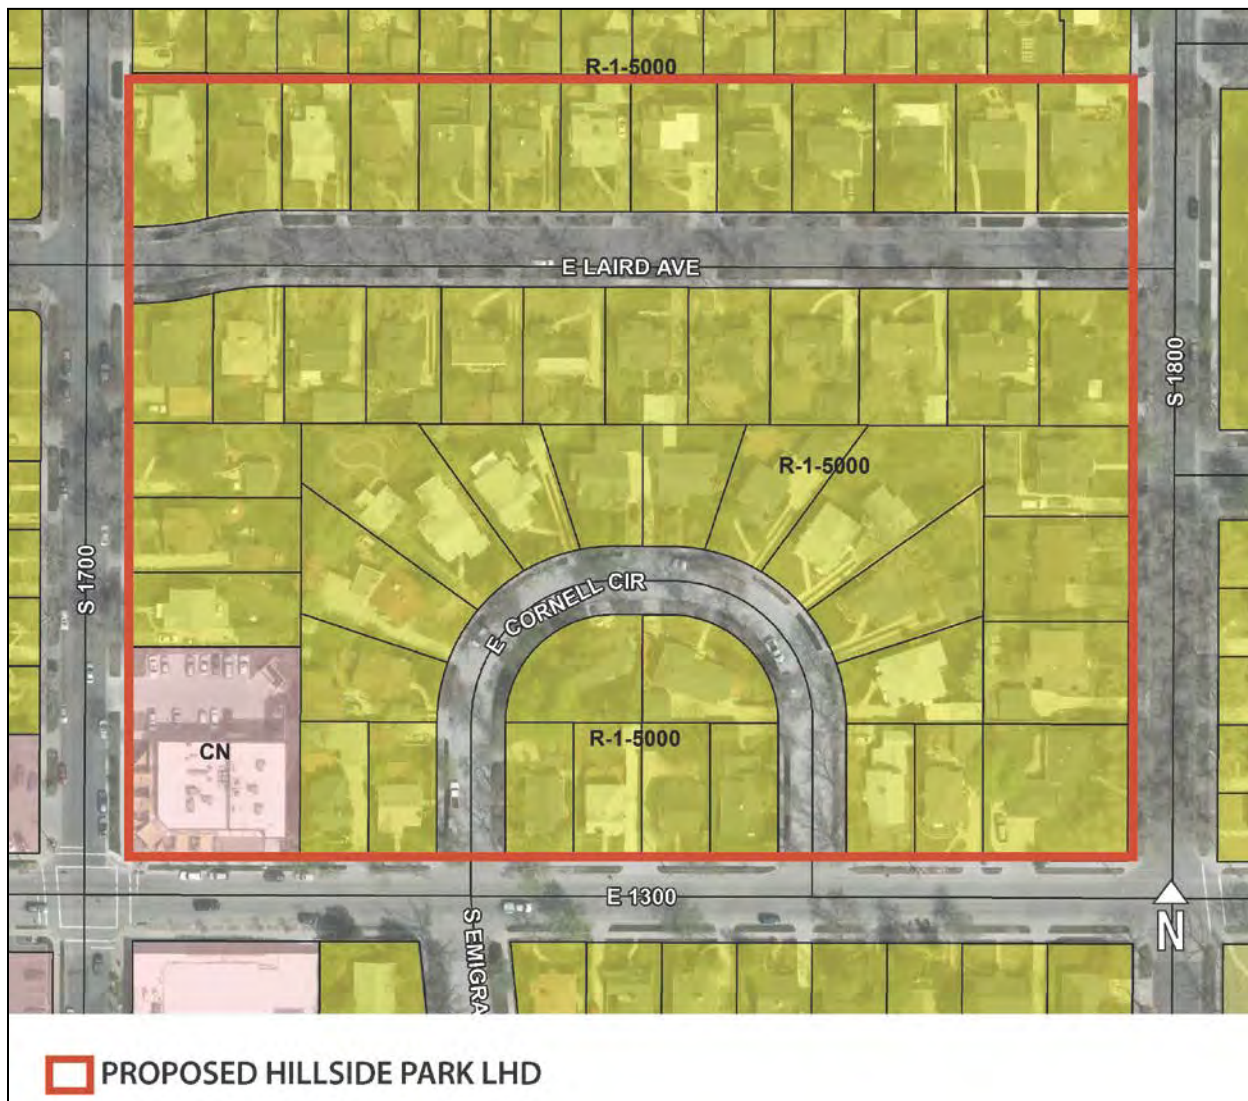 R-1-5000
E LAIRD AVE
S 1800
R-1-5000
S 1700
E CORNELL CIR
R-1-5000
CN
E 1300
S EMIGRA
N
PROPOSED HILLSIDE PARK LHD